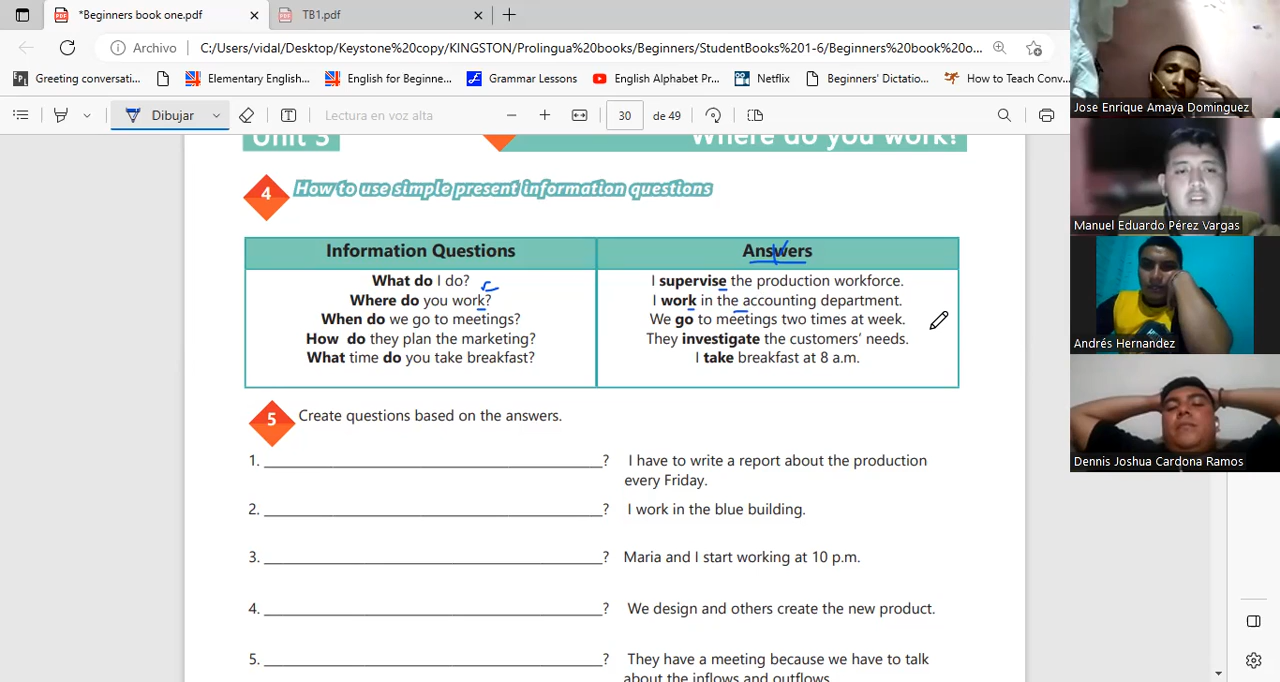 *Beginners book one.pdf
TB1.pdf
Archivo
C:/Users/vidal/Desktop/Keystone%20copy/KINGSTON/Prolingua%20books/Beginners/StudentBooks%201-6/Beginners%20book%20o...
Greeting conversati...
Elementary English...
English for Beginne...
Grammar Lessons
English Alphabet Pr...
Netflix
Beginners' Dictatio...
How to Teach Conv...
Dibujar
Lectura en voz alta
30
de 49
Unit 3
Where do you work?
4
How to use simple present information questions
Information Questions
Answers
What do I do?
I supervise the production workforce.
Where do you work?
I work in the accounting department.
When do we go to meetings?
We go to meetings two times at week.
How do they plan the marketing?
They investigate the customers' needs.
What time do you take breakfast?
I take breakfast at 8 a.m.
5
Create questions based on the answers.
1. ________________________________________? I have to write a report about the production
every Friday.
2. ________________________________________? I work in the blue building.
3. ________________________________________? Maria and I start working at 10 p.m.
4. ________________________________________? We design and others create the new product.
5. ________________________________________? They have a meeting because we have to talk
about the inflows and outflows.
Jose Enrique Amaya Dominguez
Manuel Eduardo Pérez Vargas
Andrés Hernandez
Dennis Joshua Cardona Ramos